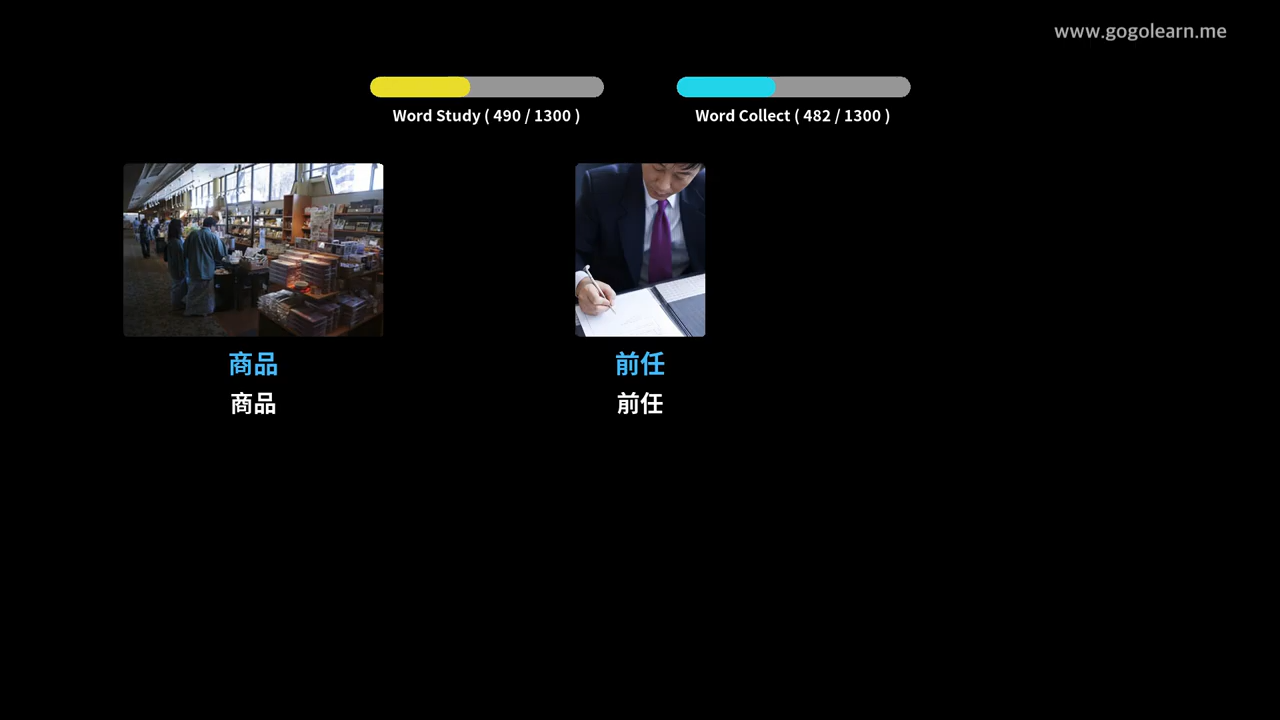 www.gogolearn.me
Word Study ( 490 / 1300 )
Word Collect ( 482 / 1300 )
商品
商品
前任
前任